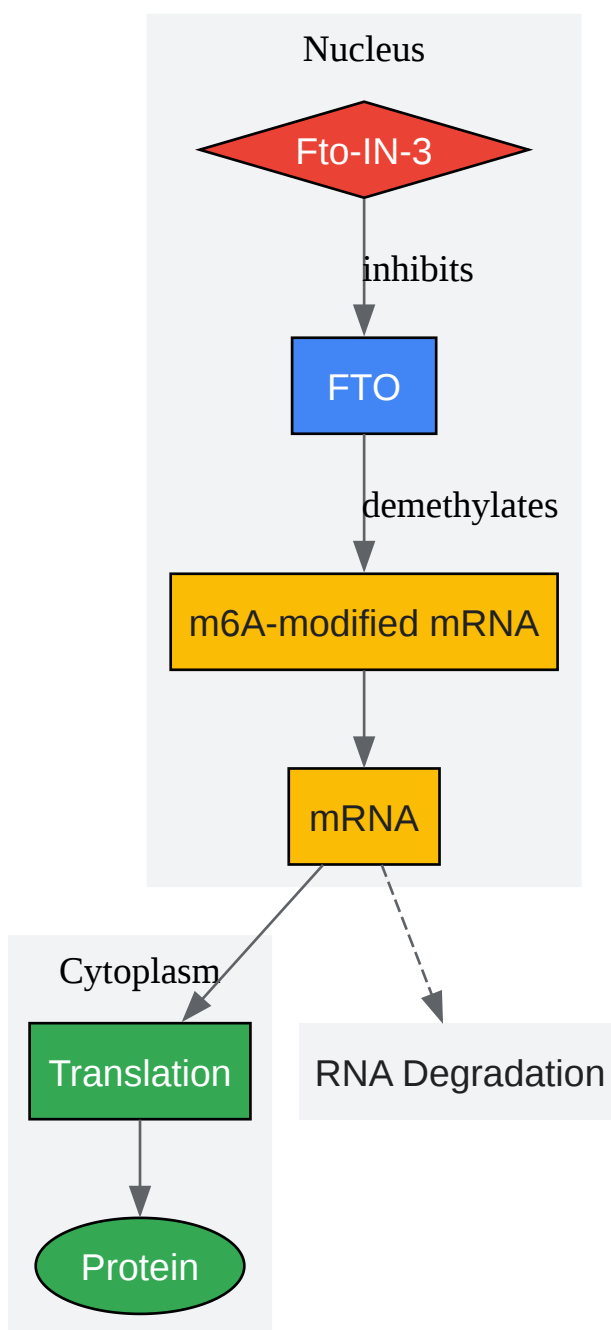 Nucleus
Fto-IN-3
inhibits
FTO
demethylates
m6A-modified mRNA
mRNA
Cytoplasm
Translation
RNA Degradation
Protein